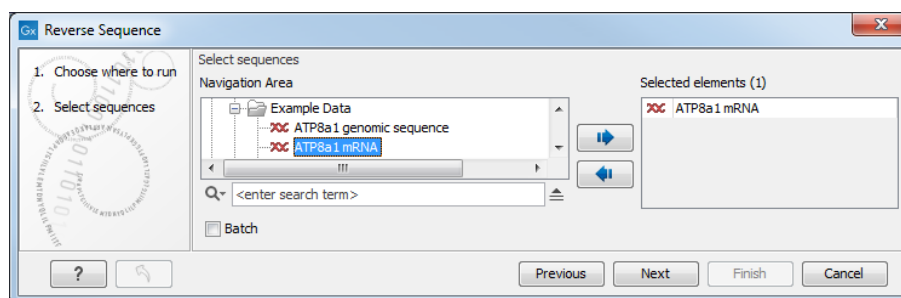 Gx Reverse Sequence
X
1. Choose where to run
2. Select sequences
Select sequences
Navigation Area
Example Data
ATP8a1 genomic sequence
ATP8a1 mRNA
<enter search term>
Batch
Selected elements (1)
ATP8a1 mRNA
?
Previous
Next
Finish
Cancel